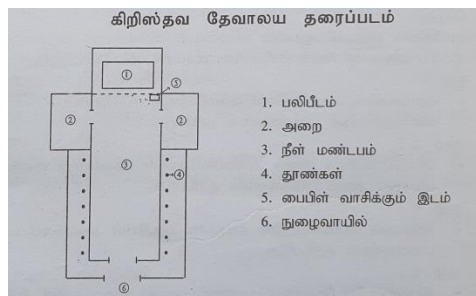 கிறிஸ்தவ தேவாலய தரைப்படம்
①
⑤
②
②
1. பலிபீடம்
2. அறை
3. நீள் மண்டபம்
4. தூண்கள்
5. பைபிள் வாசிக்கும் இடம்
6. நுழைவாயில்
③
④
⑥